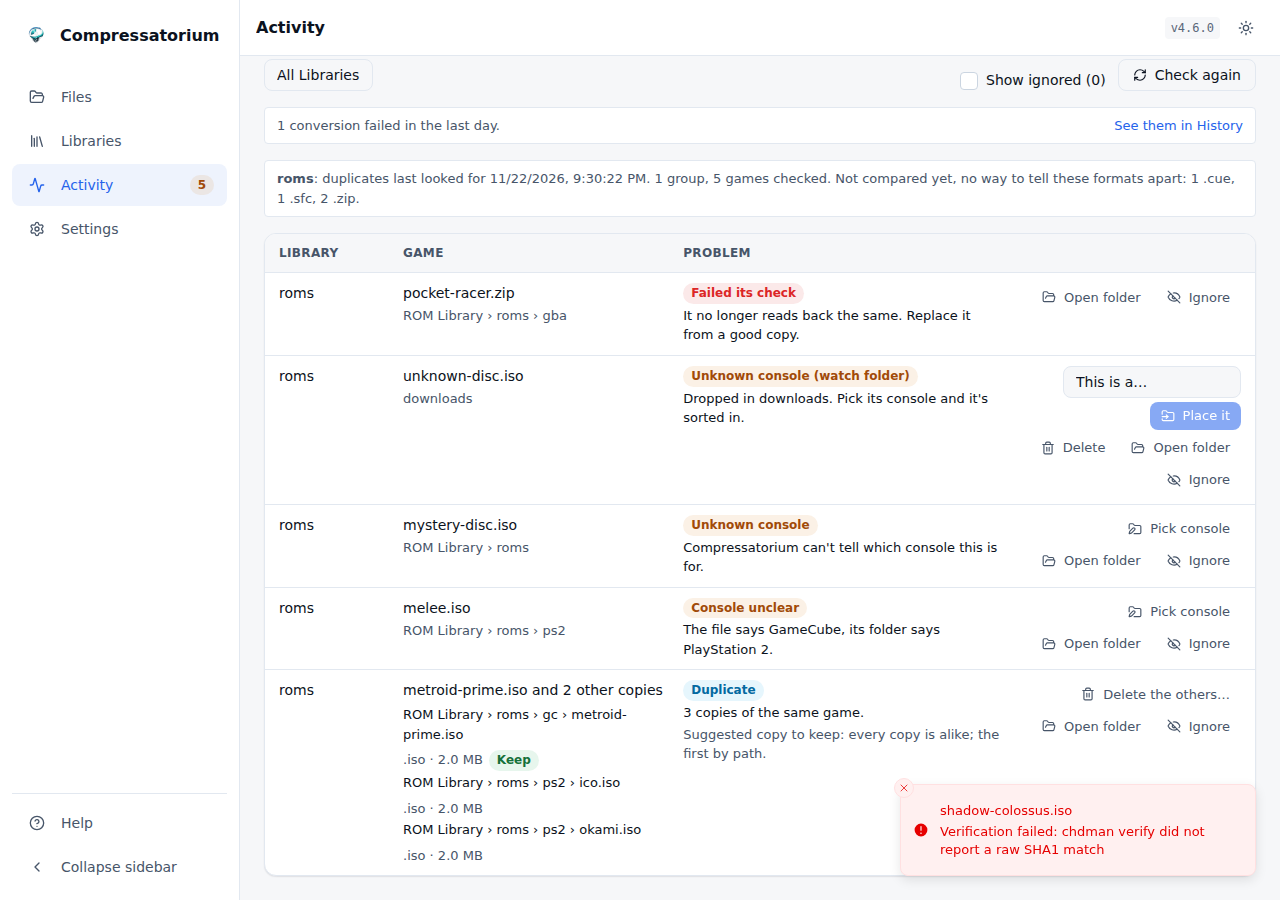 Compressatorium
Activity
v4.6.0
Files
Libraries
Activity
5
Settings
Help
Collapse sidebar
All Libraries
Show ignored (0)
Check again
1 conversion failed in the last day.
See them in History
roms: duplicates last looked for 11/22/2026, 9:30:22 PM. 1 group, 5 games checked. Not compared yet, no way to tell these formats apart: 1 .cue,
1 .sfc, 2 .zip.
LIBRARY
GAME
PROBLEM
roms
pocket-racer.zip
ROM Library › roms › gba
Failed its check
It no longer reads back the same. Replace it
from a good copy.
Open folder
Ignore
roms
unknown-disc.iso
downloads
Unknown console (watch folder)
Dropped in downloads. Pick its console and it's
sorted in.
This is a…
Place it
Delete
Open folder
Ignore
roms
mystery-disc.iso
ROM Library › roms
Unknown console
Compressatorium can't tell which console this is
for.
Pick console
Open folder
Ignore
roms
melee.iso
ROM Library › roms › ps2
Console unclear
The file says GameCube, its folder says
PlayStation 2.
Pick console
Open folder
Ignore
roms
metroid-prime.iso and 2 other copies
ROM Library › roms › gc › metroid-
prime.iso
.iso · 2.0 MB Keep
ROM Library › roms › ps2 › ico.iso
.iso · 2.0 MB
ROM Library › roms › ps2 › okami.iso
.iso · 2.0 MB
Duplicate
3 copies of the same game.
Suggested copy to keep: every copy is alike; the
first by path.
Delete the others…
Open folder
Ignore
shadow-colossus.iso
Verification failed: chdman verify did not
report a raw SHA1 match